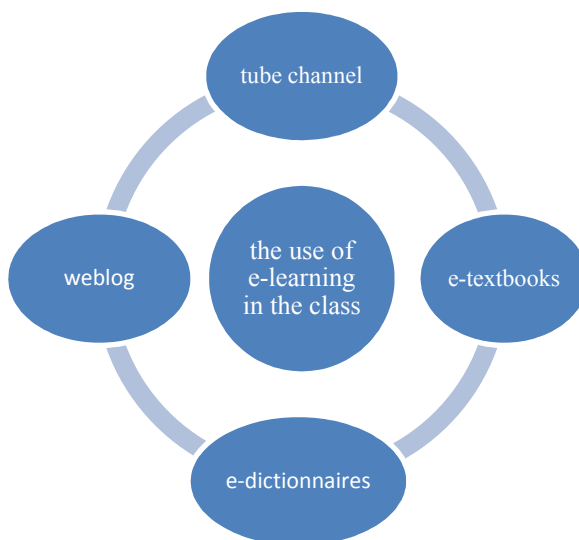 tube channel
weblog
the use of
e-learning
in the class
e-textbooks
e-dictionnaires